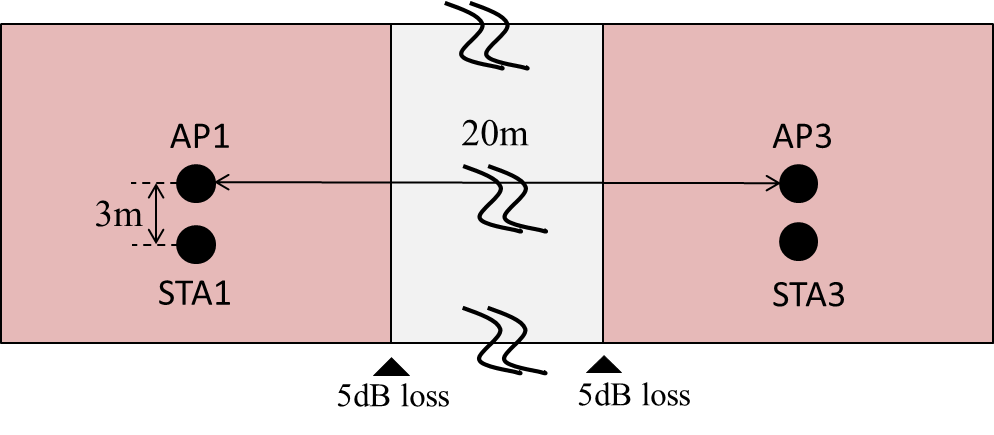 AP1
20m
AP3
3m
STA1
STA3
5dB loss
5dB loss